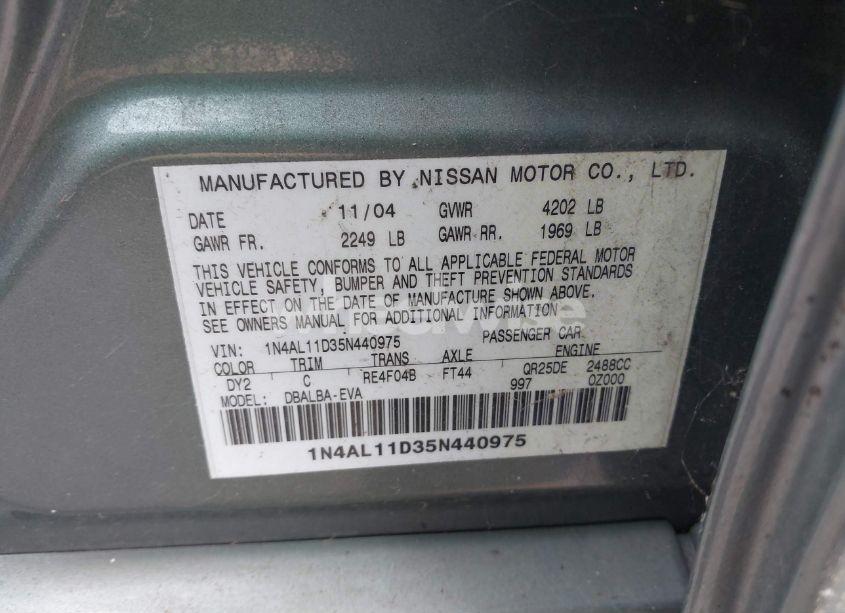 MANUFACTURED BY NISSAN MOTOR CO., LTD.
DATE 11/04 GVWR 4202 LB
GAWR FR. 2249 LB GAWR RR. 1969 LB
THIS VEHICLE CONFORMS TO ALL APPLICABLE FEDERAL MOTOR
VEHICLE SAFETY, BUMPER AND THEFT PREVENTION STANDARDS
IN EFFECT ON THE DATE OF MANUFACTURE SHOWN ABOVE.
SEE OWNERS MANUAL FOR ADDITIONAL INFORMATION
VIN: 1N4AL11D35N440975 PASSENGER CAR
COLOR TRIM TRANS AXLE ENGINE
DY2 C RE4F04B FT44 QR25DE 2488CC
MODEL: DBALBA-EVA 997 0Z000
1N4AL11D35N440975